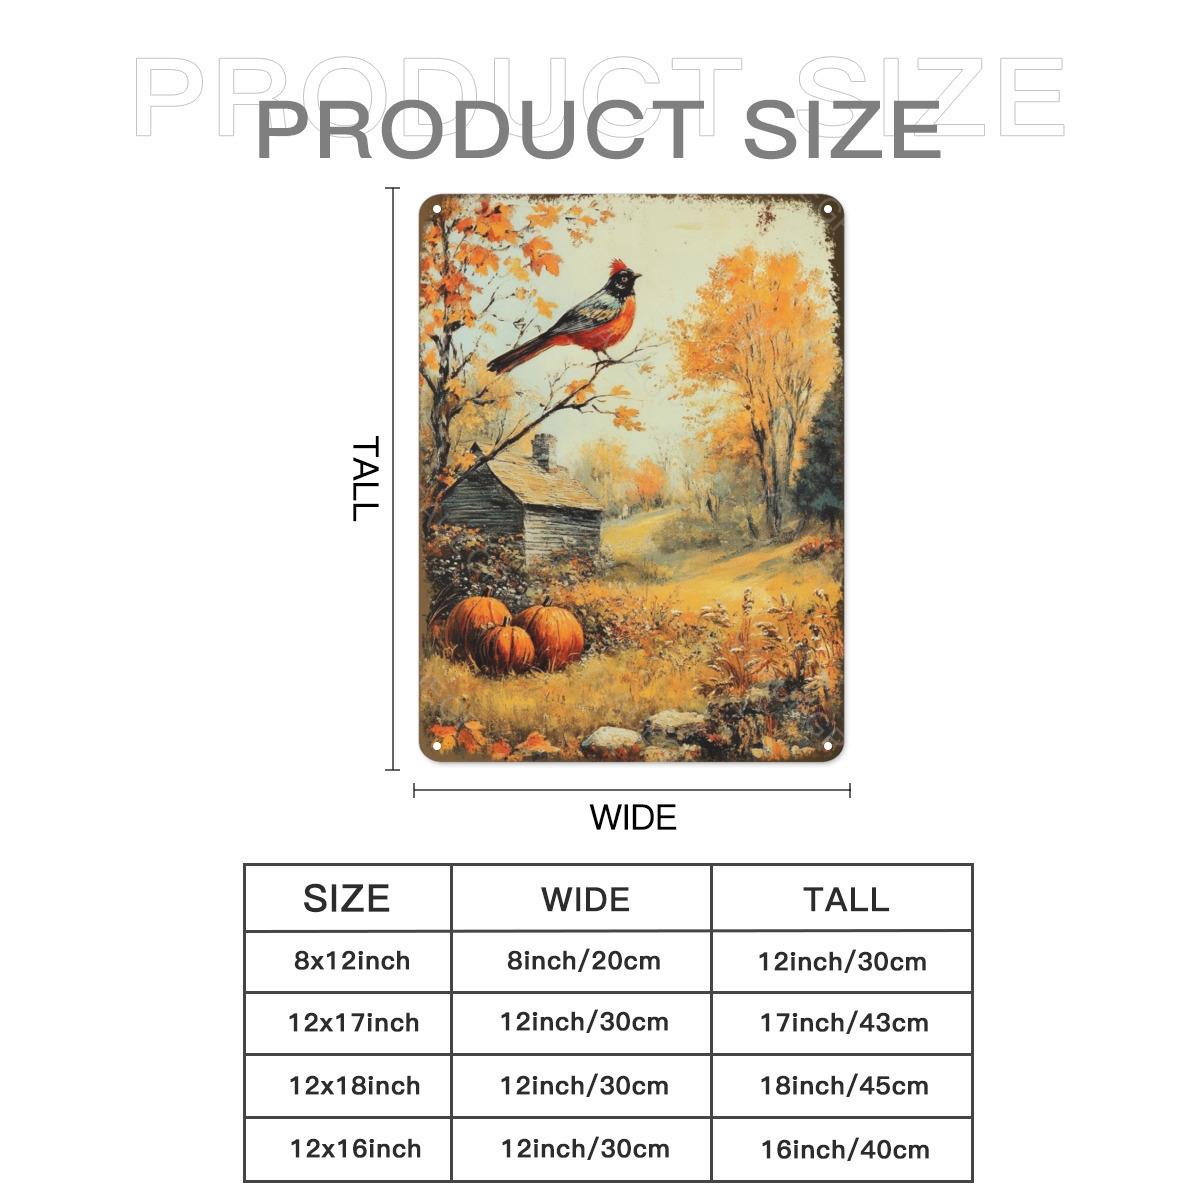 PRODUCT SIZE
PRODUCT SIZE
TALL
WIDE
SIZE WIDE TALL
8x12inch 8inch/20cm 12inch/30cm
12x17inch 12inch/30cm 17inch/43cm
12x18inch 12inch/30cm 18inch/45cm
12x16inch 12inch/30cm 16inch/40cm